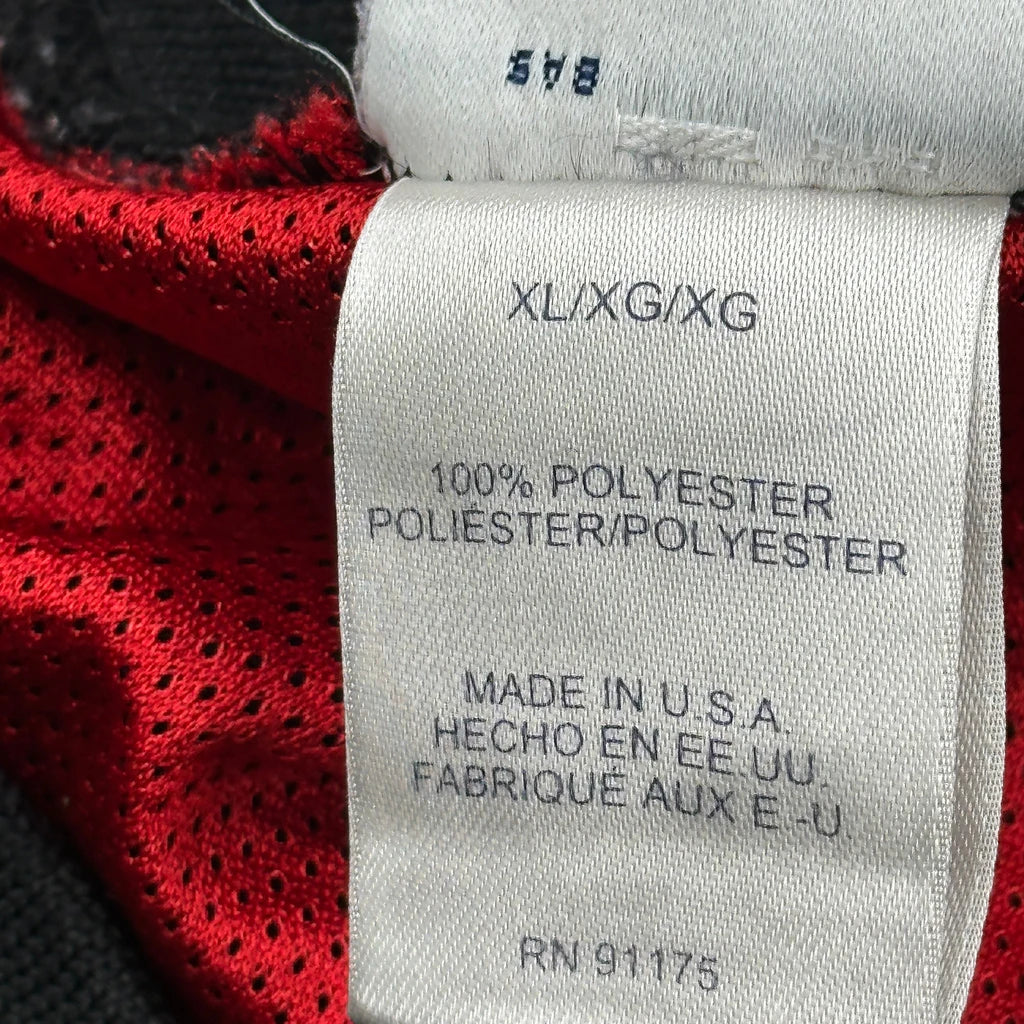 XL/XG/XG
100% POLYESTER
POLIÉSTER/POLYESTER
MADE IN U.S.A.
HECHO EN EE.UU.
FABRIQUÉ AUX E.-U.
RN 91175